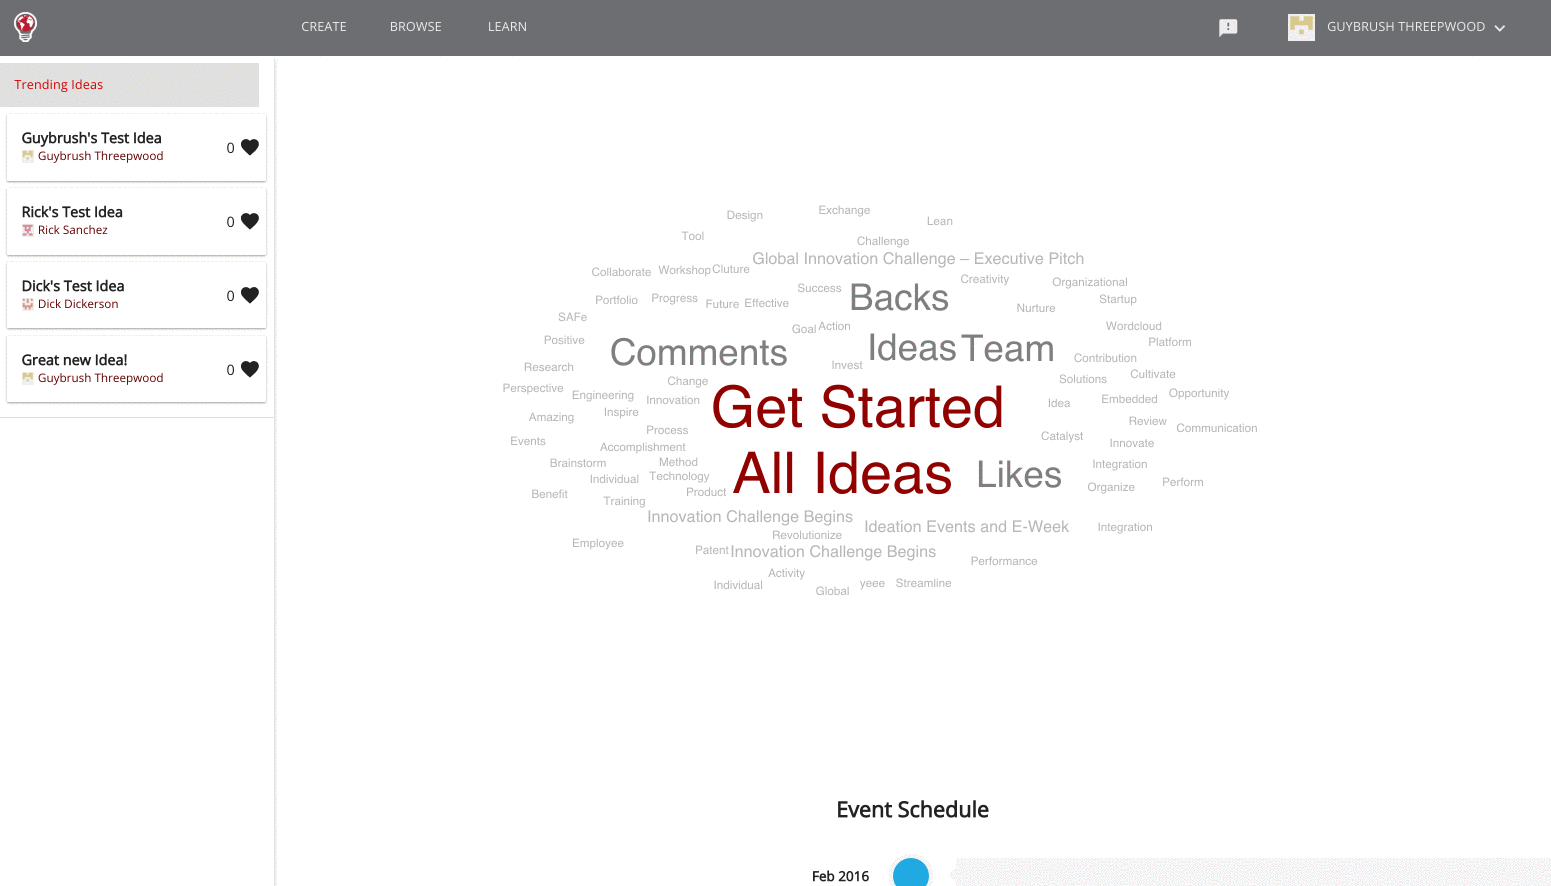 CREATE BROWSE LEARN GUYBRUSH THREEPWOOD
Trending Ideas
Guybrush's Test Idea
Guybrush Threepwood
0
Rick's Test Idea
Rick Sanchez
0
Dick's Test Idea
Dick Dickerson
0
Great new Idea!
Guybrush Threepwood
0
Design
Exchange
Lean
Tool
Challenge
Global Innovation Challenge – Executive Pitch
Collaborate
Workshop
Cluture
Creativity
Organizational
Portfolio
Progress
Future
Effective
Success
Backs
Nurture
Startup
SAFe
Goal
Action
Wordcloud
Positive
Comments
Ideas
Team
Platform
Research
Invest
Contribution
Perspective
Engineering
Change
Solutions
Cultivate
Amazing
Inspire
Innovation
Get Started
Idea
Embedded
Opportunity
Events
Process
Accomplishment
Catalyst
Review
Innovate
Communication
Brainstorm
Individual
Method
Technology
All Ideas
Likes
Integration
Organize
Perform
Benefit
Training
Product
Innovation Challenge Begins
Ideation Events and E-Week
Integration
Employee
Revolutionize
Patent
Innovation Challenge Begins
Performance
Individual
Activity
Global
yeee
Streamline
Event Schedule
Feb 2016